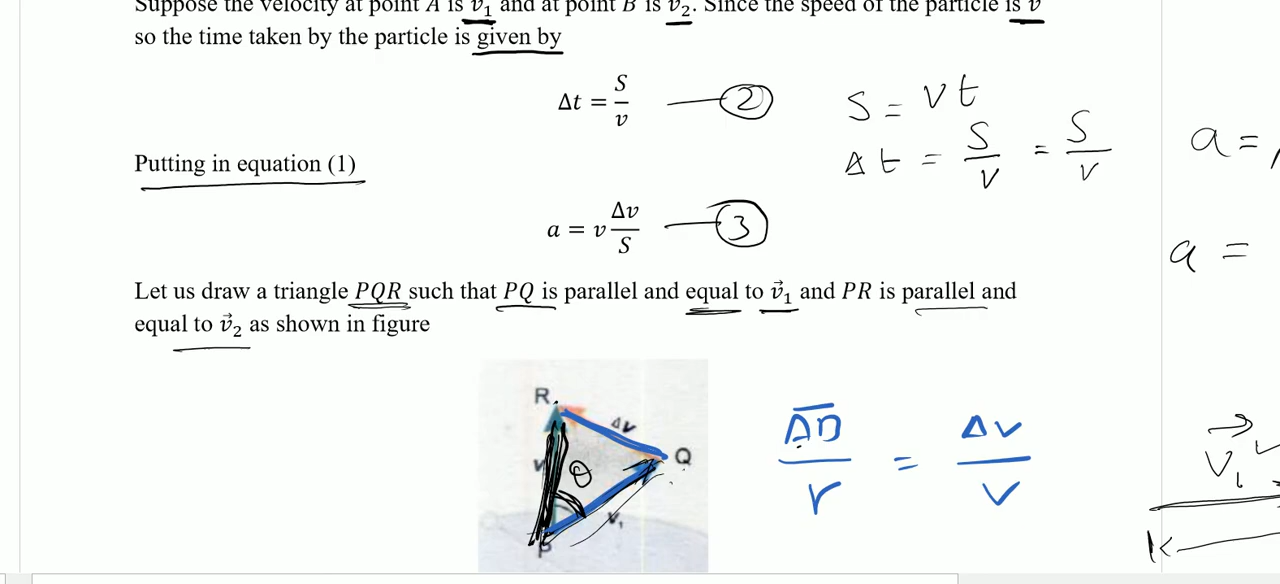 Suppose the velocity at point A is v⃗₁ and at point B is v⃗₂. Since the speed of the particle is v
so the time taken by the particle is given by
Δt = S/v —— ②
S = vt
Δt = S/v = S/v
a =
Putting in equation (1)
a = v Δv/S —— ③
a =
Let us draw a triangle PQR such that PQ is parallel and equal to v⃗₁ and PR is parallel and
equal to v⃗₂ as shown in figure
R
Δv
Q
θ
V₁
P
AB/r = Δv/v
V⃗₁